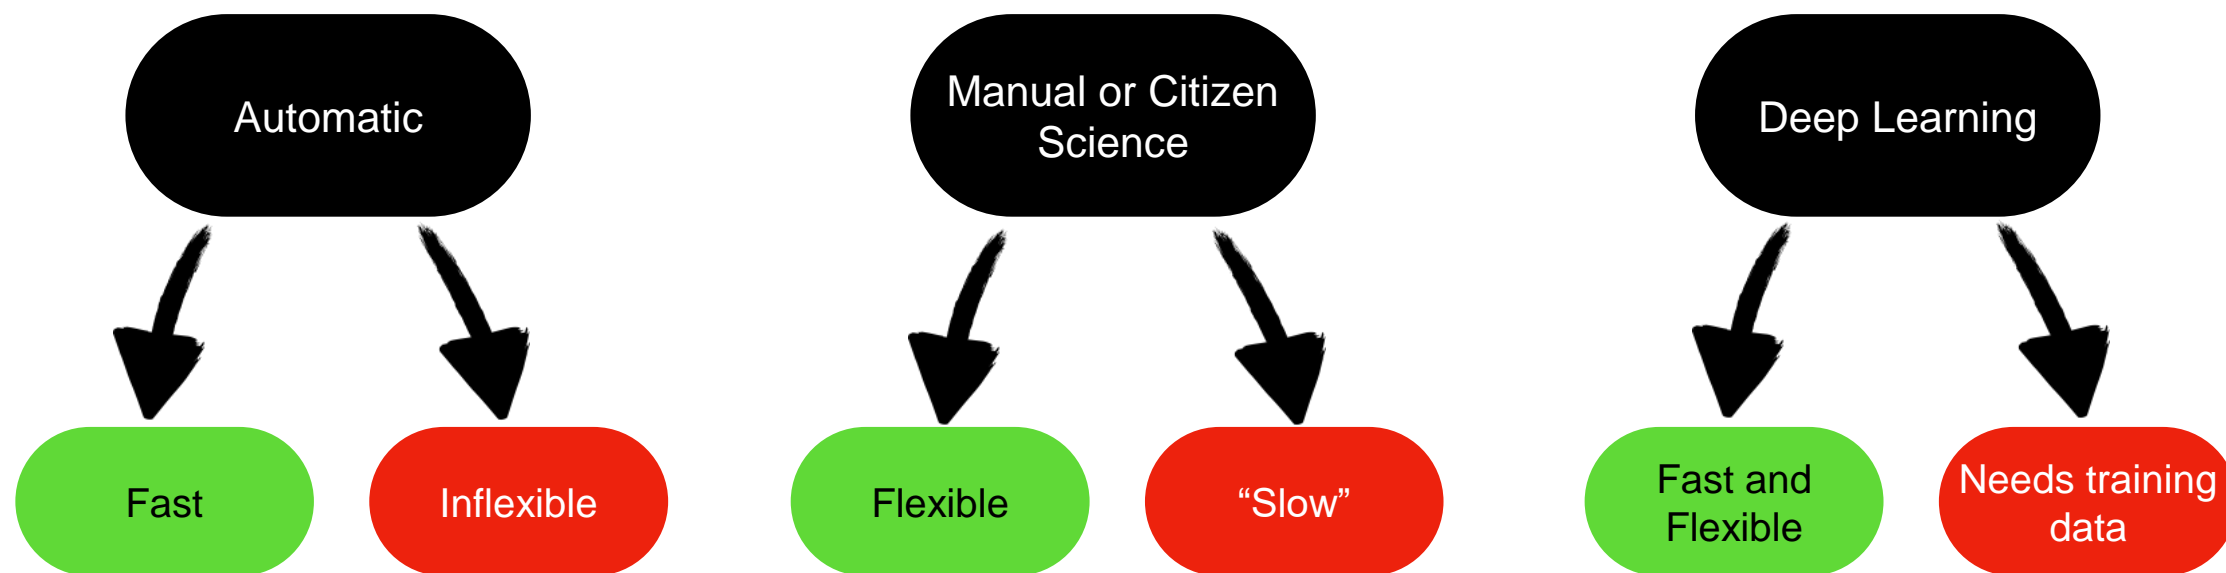 Automatic
Manual or Citizen
Science
Deep Learning
Fast
Inflexible
Flexible
“Slow”
Fast and
Flexible
Needs training
data